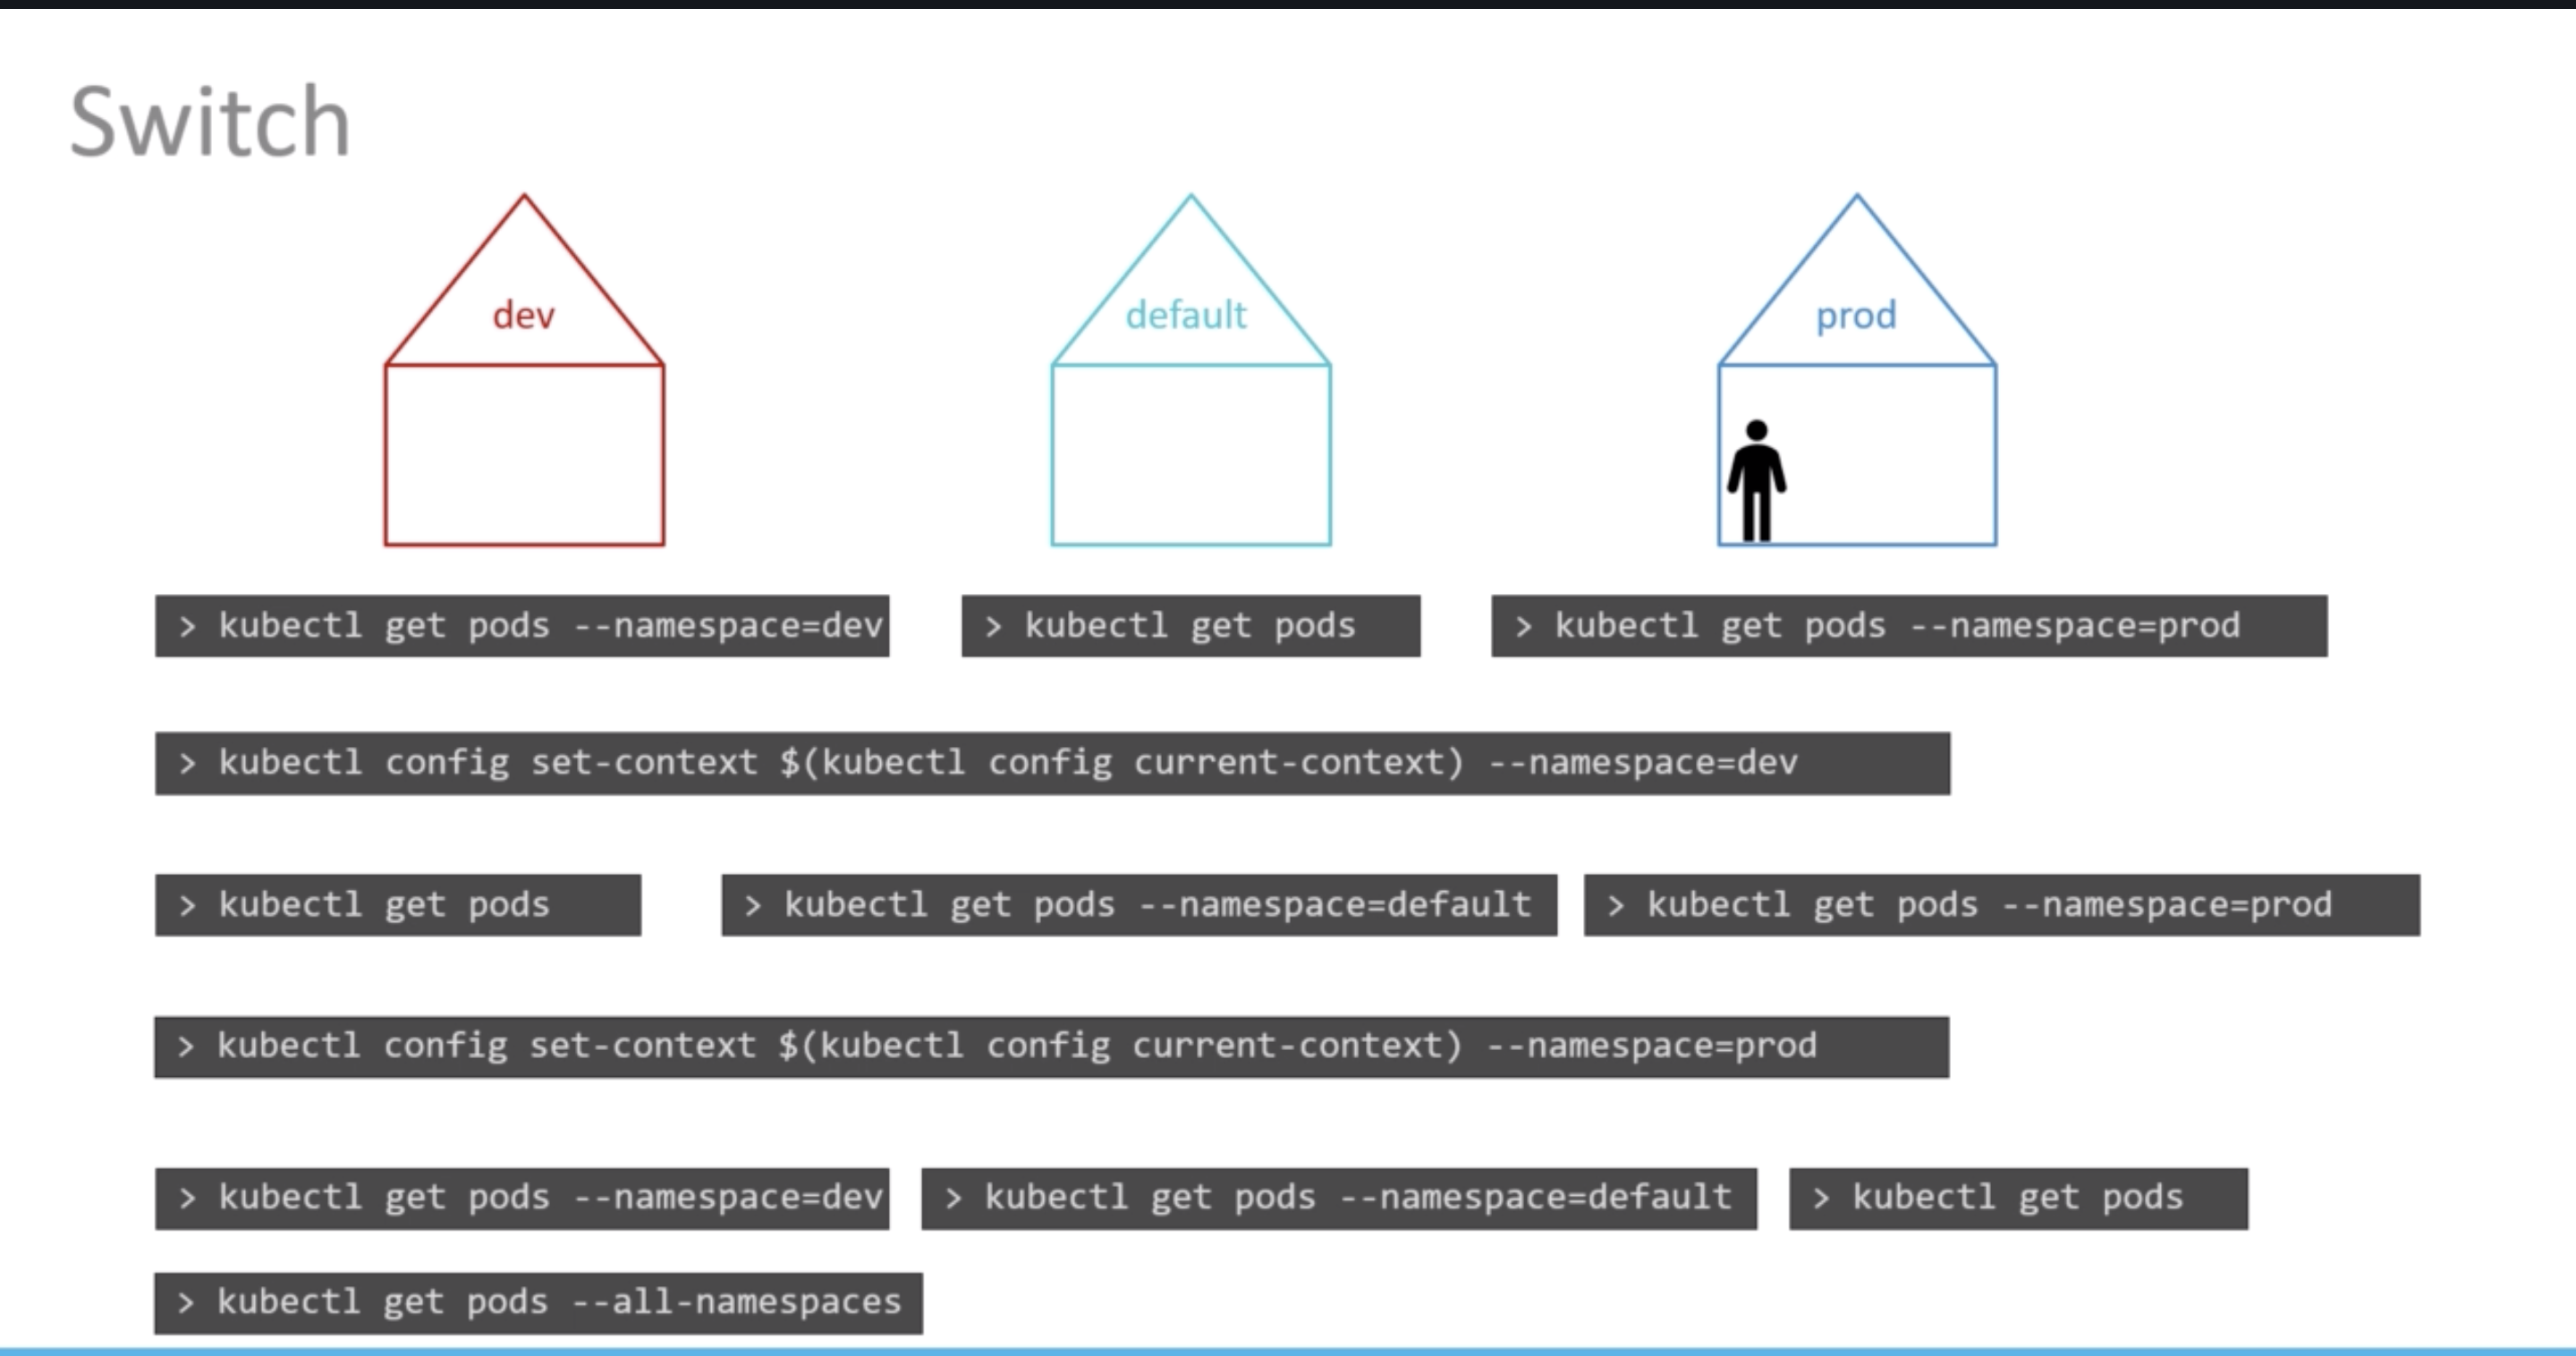 Switch
dev
default
prod
> kubectl get pods --namespace=dev
> kubectl get pods
> kubectl get pods --namespace=prod
> kubectl config set-context $(kubectl config current-context) --namespace=dev
> kubectl get pods
> kubectl get pods --namespace=default
> kubectl get pods --namespace=prod
> kubectl config set-context $(kubectl config current-context) --namespace=prod
> kubectl get pods --namespace=dev
> kubectl get pods --namespace=default
> kubectl get pods
> kubectl get pods --all-namespaces